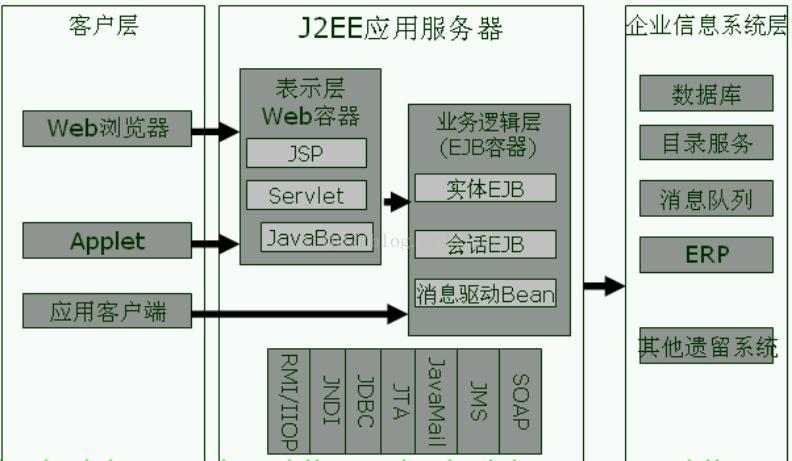 客户层
Web浏览器
Applet
应用客户端
J2EE应用服务器
表示层
Web容器
JSP
Servlet
JavaBean
业务逻辑层
(EJB容器)
实体EJB
会话EJB
消息驱动Bean
RMI/IIOP
JNDI
JDBC
JTA
JavaMail
JMS
SOAP
企业信息系统层
数据库
目录服务
消息队列
ERP
其他遗留系统